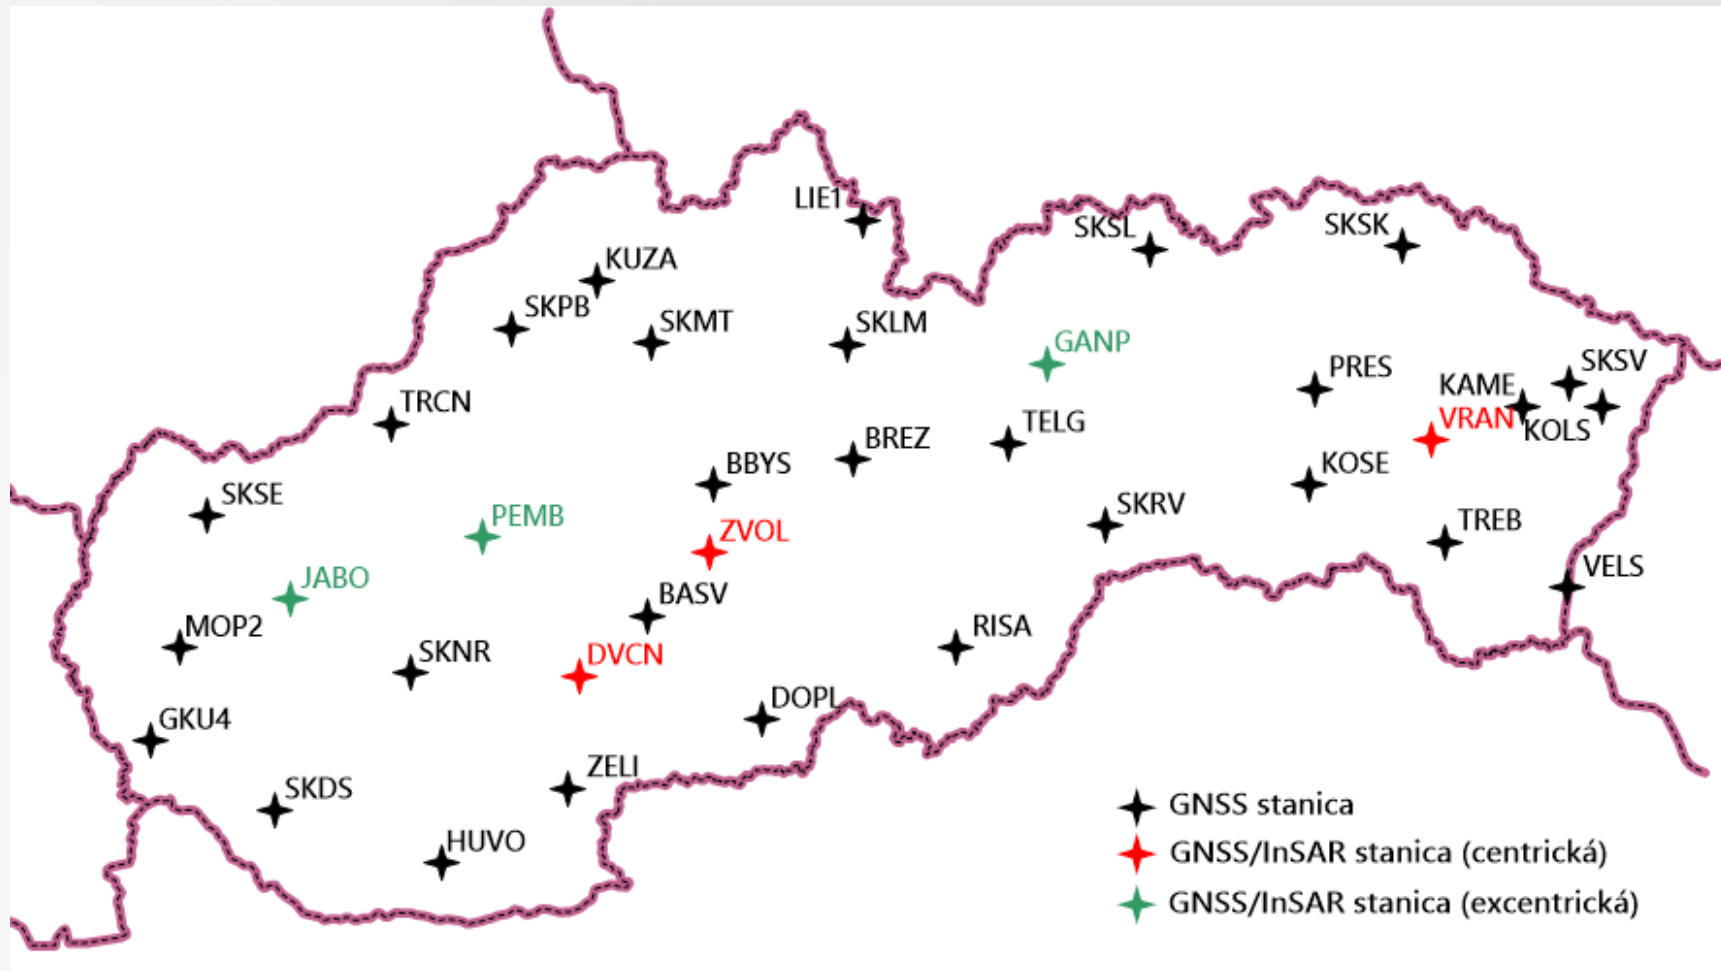 LIE1
SKSL
SKSK
KUZA
SKPB
SKMT
SKLM
GANP
PRES
SKSV
KAME
TRCN
VRAN
KOLS
TELG
BREZ
BBYS
KOSE
SKSE
PEMB
ZVOL
SKRV
TREB
JABO
BASV
VELS
MOP2
SKNR
DVCN
RISA
GKU4
DOPL
SKDS
ZELI
HUVO
GNSS stanica
GNSS/InSAR stanica (centrická)
GNSS/InSAR stanica (excentrická)